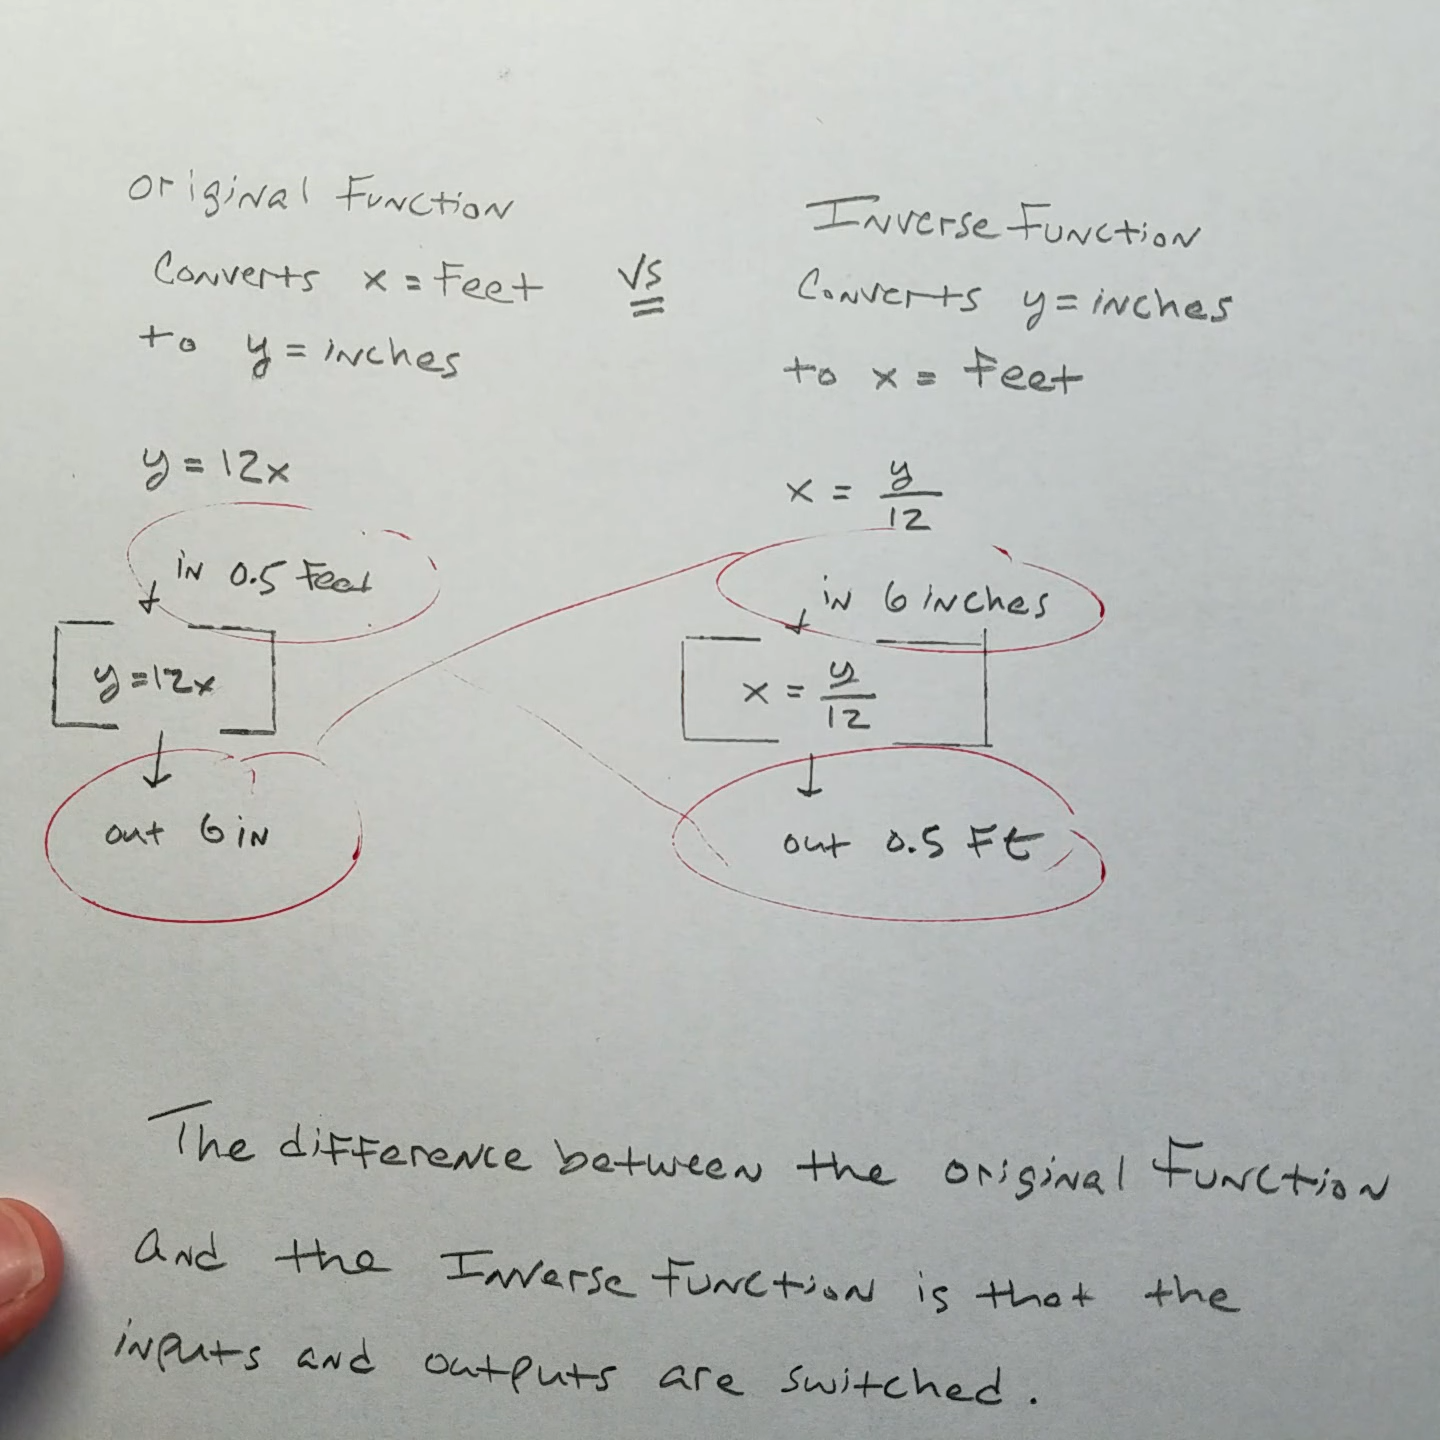 Original Function
Converts x = Feet
to y = inches
y = 12x
in 0.5 Feet
y = 12x
out 6 in
vs
Inverse Function
Converts y = inches
to x = Feet
x = y/12
in 6 inches
x = y/12
out 0.5 Ft
The difference between the original Function
and the Inverse Function is that the
inputs and outputs are switched.